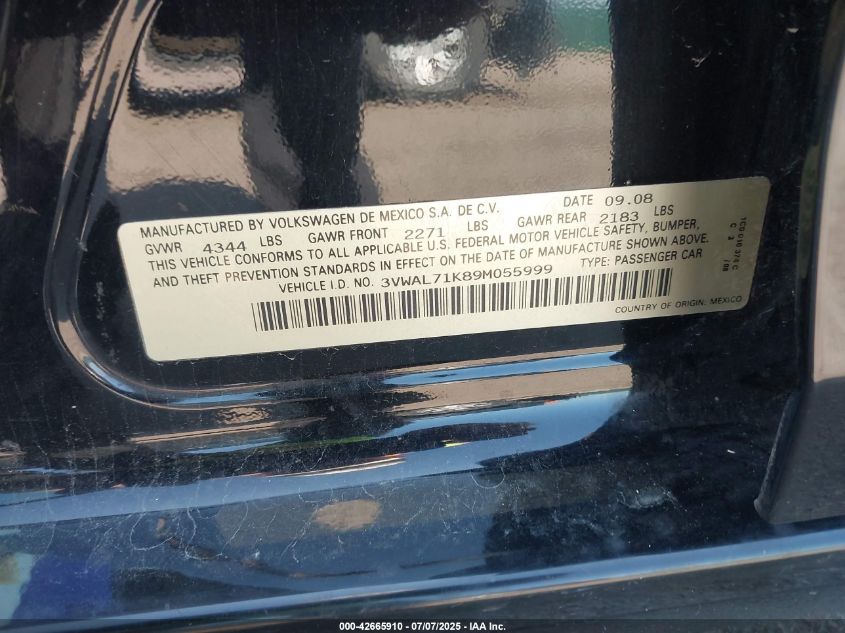 MANUFACTURED BY VOLKSWAGEN DE MEXICO S.A. DE C.V. DATE 09.08
GVWR 4344 LBS GAWR FRONT 2271 LBS GAWR REAR 2183 LBS
THIS VEHICLE CONFORMS TO ALL APPLICABLE U.S. FEDERAL MOTOR VEHICLE SAFETY, BUMPER,
AND THEFT PREVENTION STANDARDS IN EFFECT ON THE DATE OF MANUFACTURE SHOWN ABOVE.
VEHICLE I.D. NO. 3VWAL71K89M055999 TYPE: PASSENGER CAR
COUNTRY OF ORIGIN: MEXICO
1C0 010 374 C
000-42665910 - 07/07/2025 - IAA Inc.